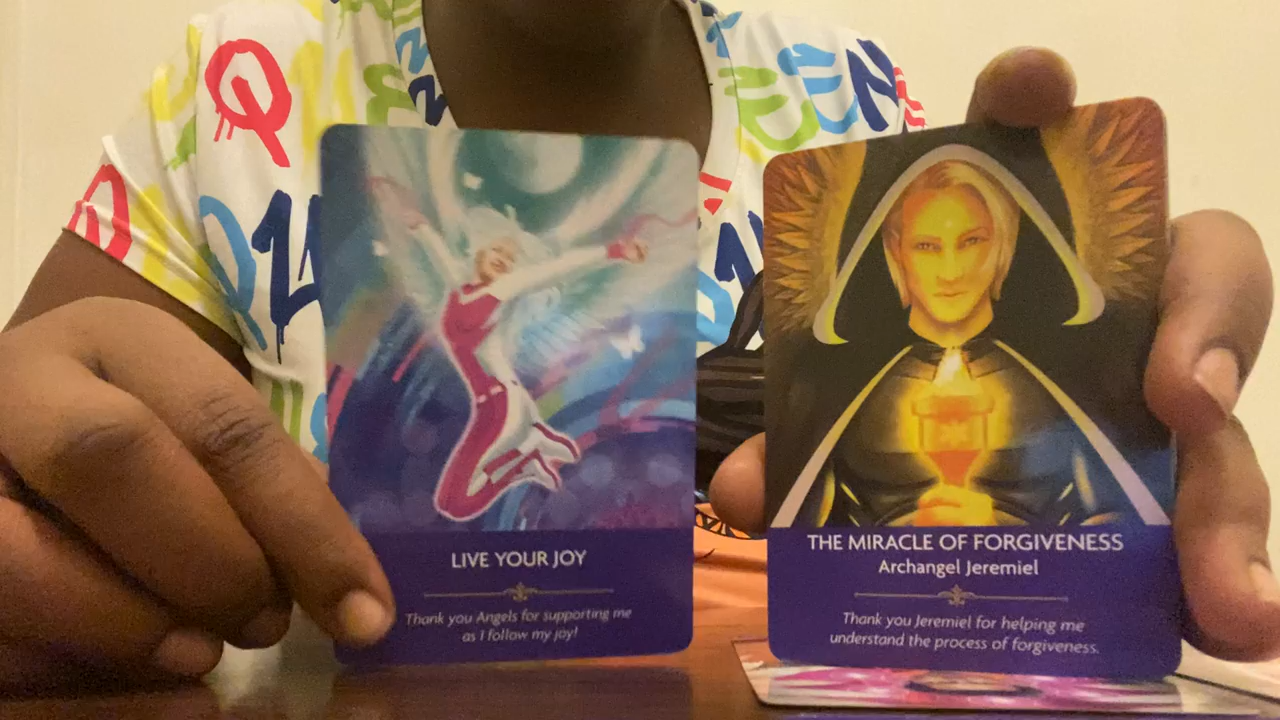 LIVE YOUR JOY
Thank you Angels for supporting me
as I follow my joy!
THE MIRACLE OF FORGIVENESS
Archangel Jeremiel
Thank you Jeremiel for helping me
understand the process of forgiveness.